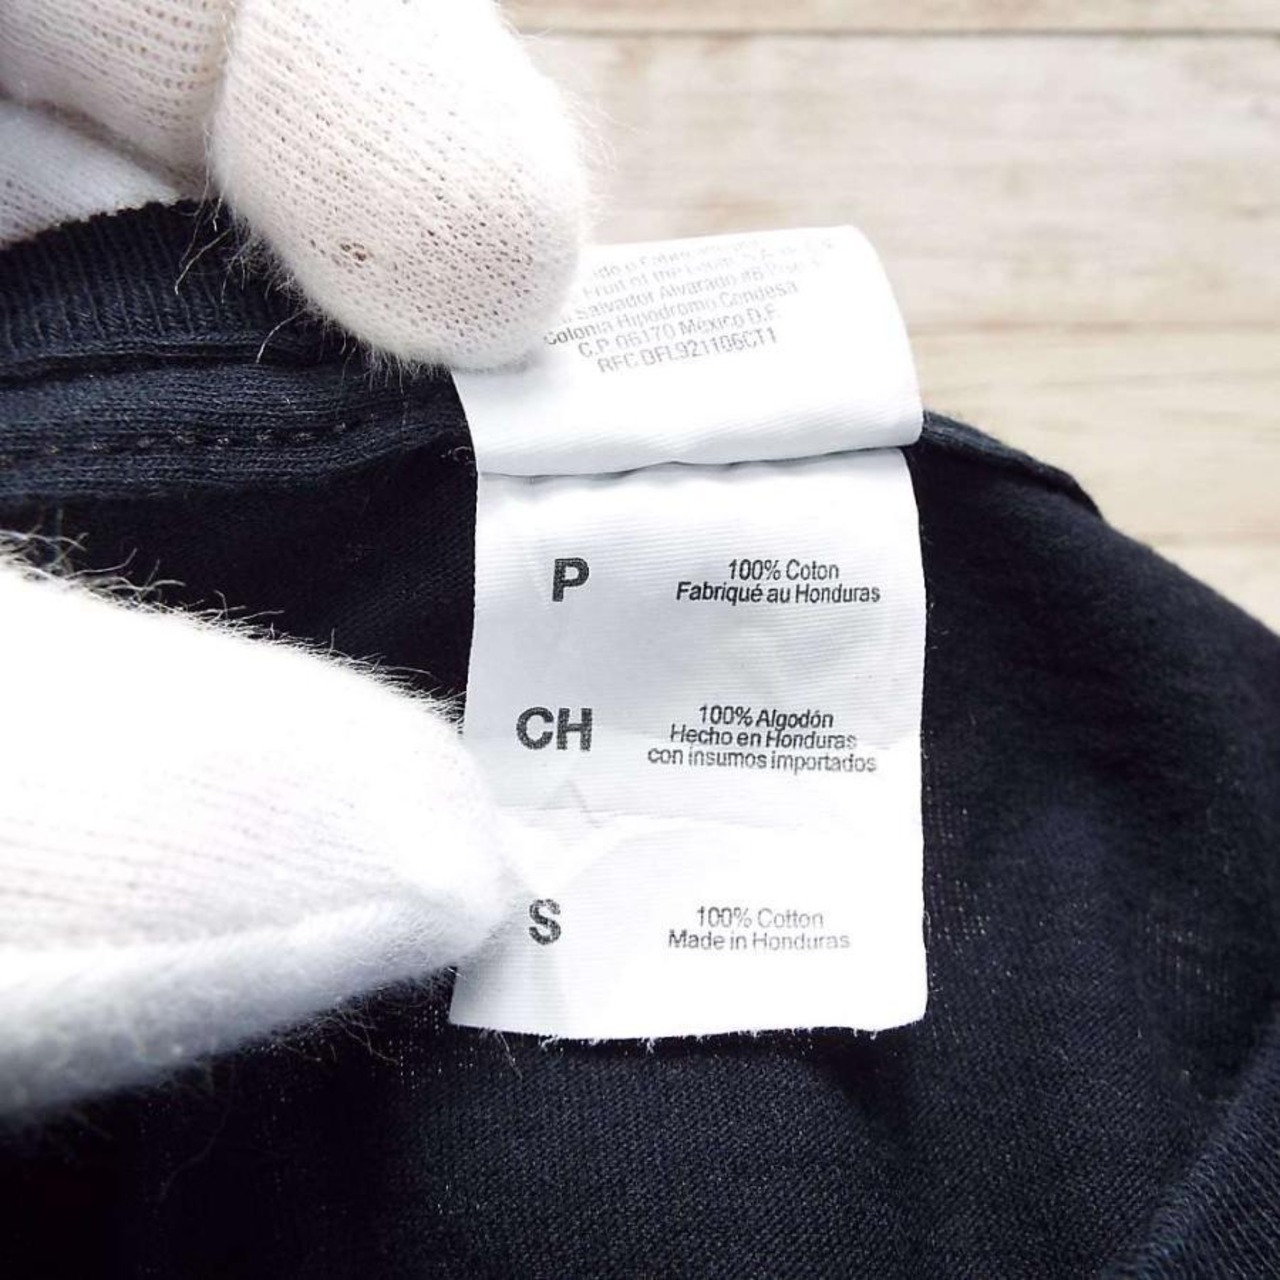 Fruit of the
Salvador Alvarado #8
Colonia Hipodromo Condesa
C.P. 06170 México D.F.
RFC DFL921106CT1
P
100% Coton
Fabriqué au Honduras
CH
100% Algodón
Hecho en Honduras
con insumos importados
S
100% Cotton
Made in Honduras